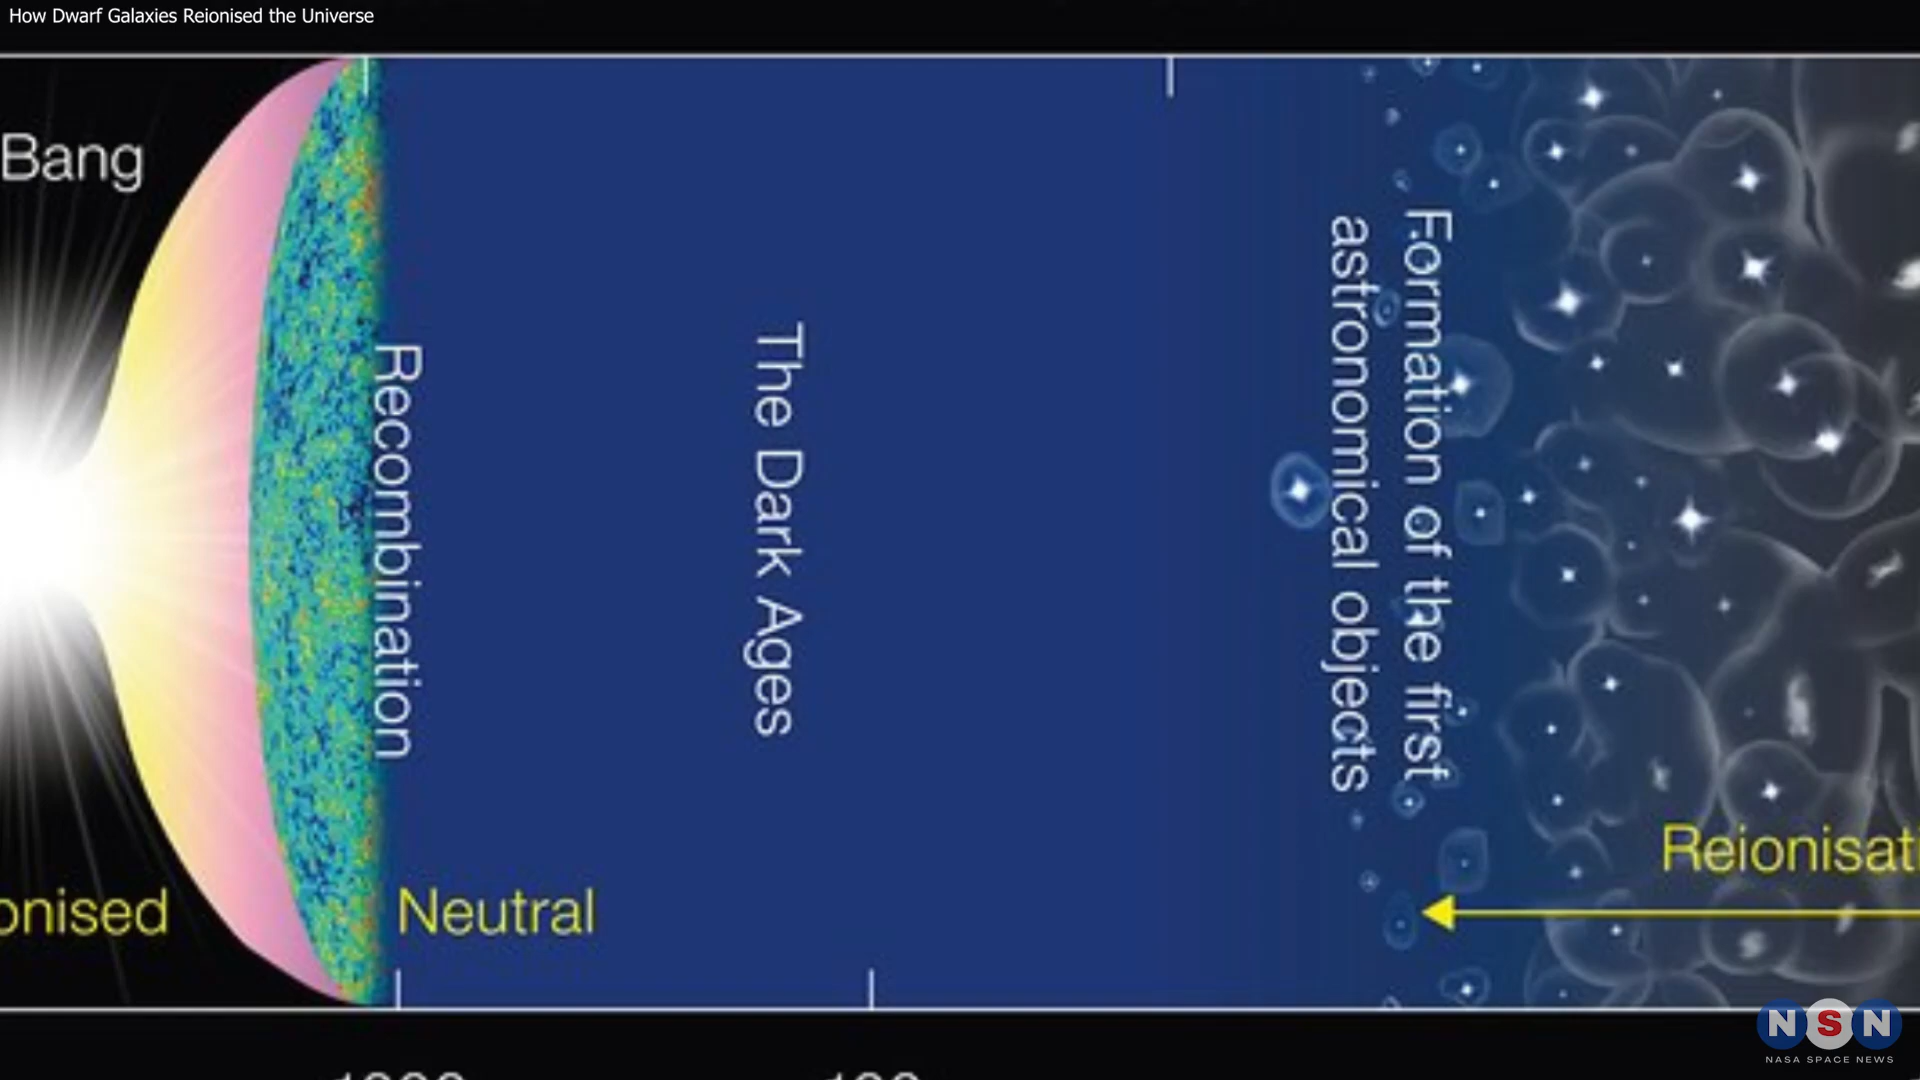 How Dwarf Galaxies Reionised the Universe
Bang
Recombination
The Dark Ages
Formation of the first
astronomical objects
Reionisati
onised
Neutral
NSN
NASA SPACE NEWS